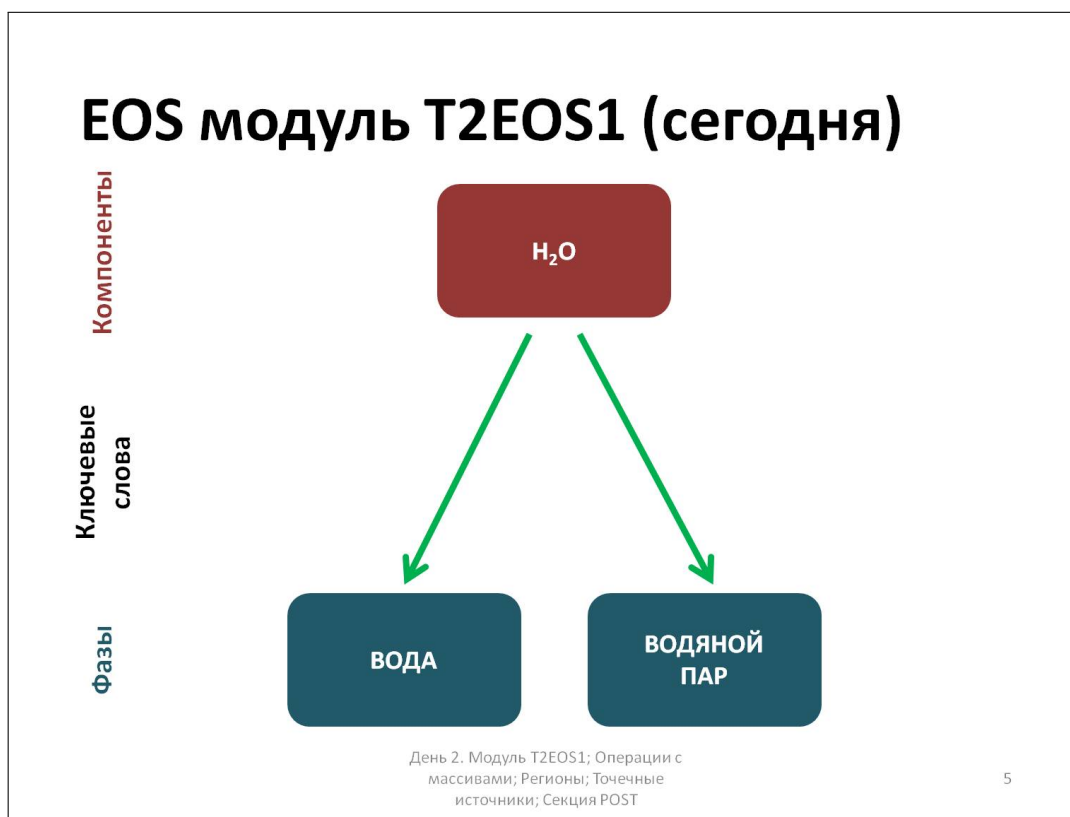 EOS модуль T2EOS1 (сегодня)
Компоненты
H₂O
Ключевые
слова
Фазы
ВОДА
ВОДЯНОЙ
ПАР
День 2. Модуль T2EOS1; Операции с
массивами; Регионы; Точечные
источники; Секция POST
5